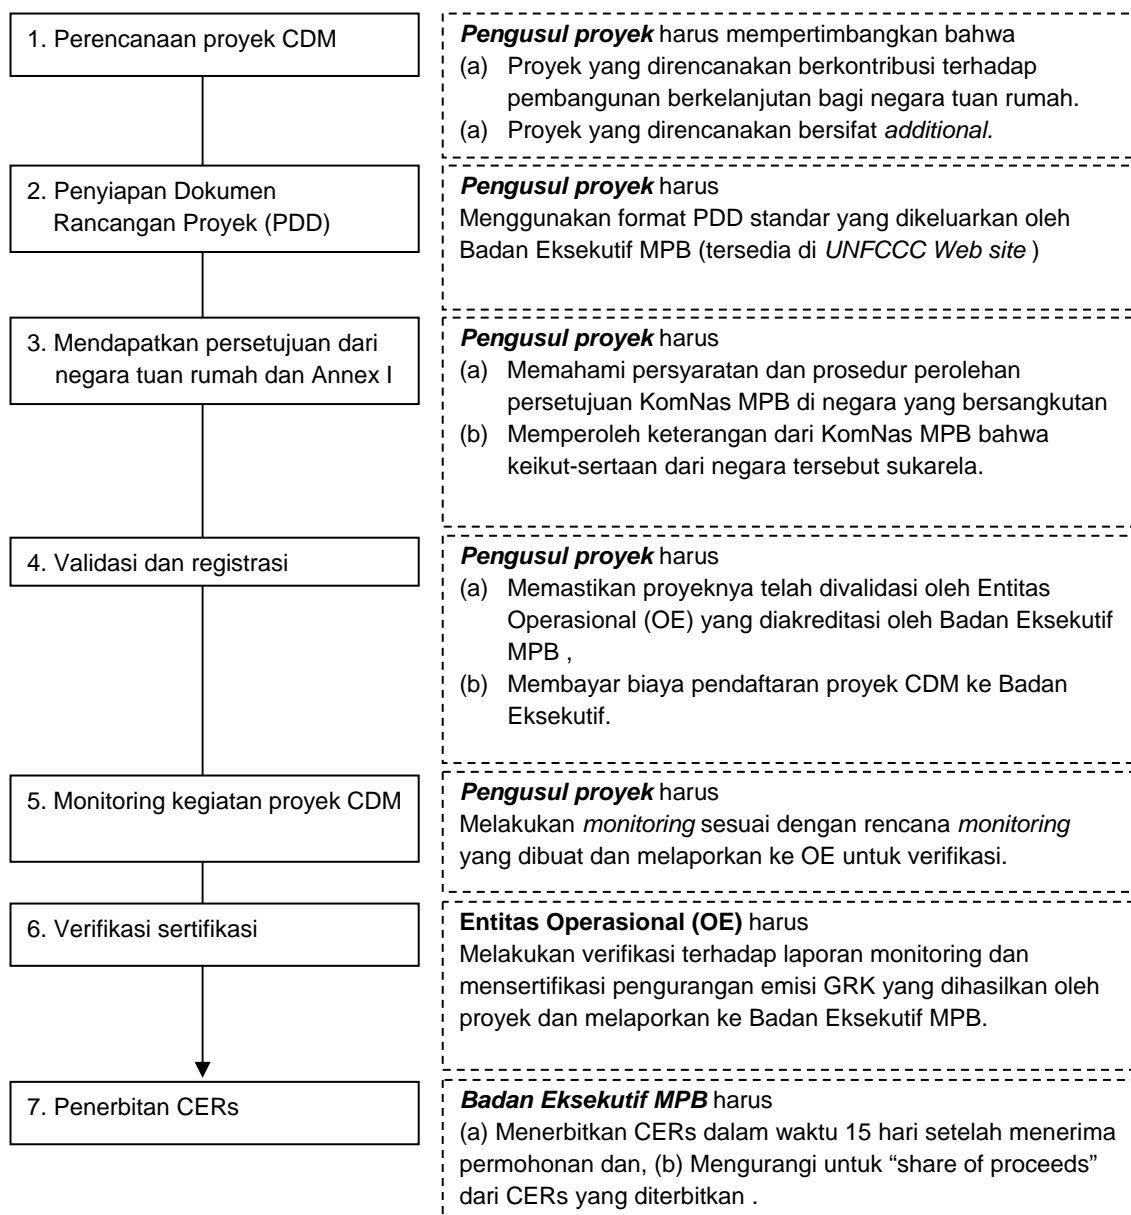 1. Perencanaan proyek CDM
Pengusul proyek harus mempertimbangkan bahwa
(a) Proyek yang direncanakan berkontribusi terhadap
pembangunan berkelanjutan bagi negara tuan rumah.
(a) Proyek yang direncanakan bersifat additional.
2. Penyiapan Dokumen
Rancangan Proyek (PDD)
Pengusul proyek harus
Menggunakan format PDD standar yang dikeluarkan oleh
Badan Eksekutif MPB (tersedia di UNFCCC Web site )
3. Mendapatkan persetujuan dari
negara tuan rumah dan Annex I
Pengusul proyek harus
(a) Memahami persyaratan dan prosedur perolehan
persetujuan KomNas MPB di negara yang bersangkutan
(b) Memperoleh keterangan dari KomNas MPB bahwa
keikut-sertaan dari negara tersebut sukarela.
4. Validasi dan registrasi
Pengusul proyek harus
(a) Memastikan proyeknya telah divalidasi oleh Entitas
Operasional (OE) yang diakreditasi oleh Badan Eksekutif
MPB ,
(b) Membayar biaya pendaftaran proyek CDM ke Badan
Eksekutif.
5. Monitoring kegiatan proyek CDM
Pengusul proyek harus
Melakukan monitoring sesuai dengan rencana monitoring
yang dibuat dan melaporkan ke OE untuk verifikasi.
6. Verifikasi sertifikasi
Entitas Operasional (OE) harus
Melakukan verifikasi terhadap laporan monitoring dan
mensertifikasi pengurangan emisi GRK yang dihasilkan oleh
proyek dan melaporkan ke Badan Eksekutif MPB.
7. Penerbitan CERs
Badan Eksekutif MPB harus
(a) Menerbitkan CERs dalam waktu 15 hari setelah menerima
permohonan dan, (b) Mengurangi untuk “share of proceeds”
dari CERs yang diterbitkan .